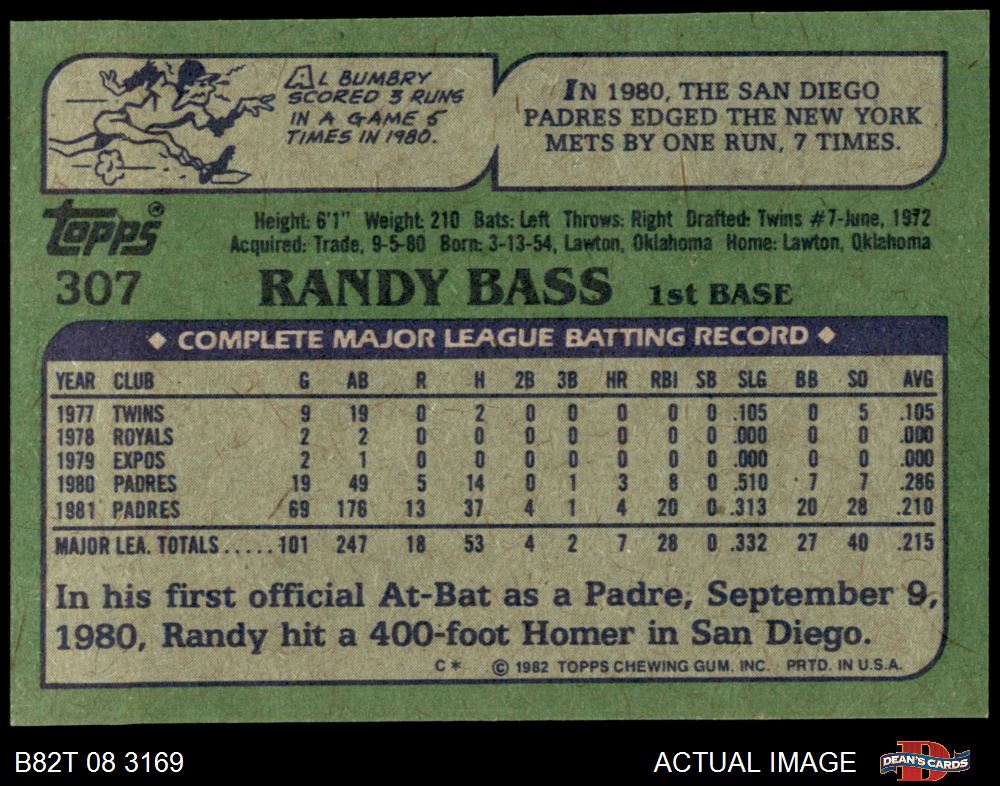 AL BUMBRY
SCORED 3 RUNS
IN A GAME 5
TIMES IN 1980.
IN 1980, THE SAN DIEGO
PADRES EDGED THE NEW YORK
METS BY ONE RUN, 7 TIMES.
Topps®
Height: 6'1" Weight: 210 Bats: Left Throws: Right Drafted: Twins #7-June, 1972
Acquired: Trade, 9-5-80 Born: 3-13-54, Lawton, Oklahoma Home: Lawton, Oklahoma
307 RANDY BASS 1st BASE
◆ COMPLETE MAJOR LEAGUE BATTING RECORD ◆
YEAR CLUB G AB R H 2B 3B HR RBI SB SLG BB SO AVG
1977 TWINS 9 19 0 2 0 0 0 0 0 .105 0 5 .105
1978 ROYALS 2 2 0 0 0 0 0 0 0 .000 0 0 .000
1979 EXPOS 2 1 0 0 0 0 0 0 0 .000 0 0 .000
1980 PADRES 19 49 5 14 0 1 3 8 0 .510 7 7 .286
1981 PADRES 69 176 13 37 4 1 4 20 0 .313 20 28 .210
MAJOR LEA. TOTALS.....101 247 18 53 4 2 7 28 0 .332 27 40 .215
In his first official At-Bat as a Padre, September 9,
1980, Randy hit a 400-foot Homer in San Diego.
C* © 1982 TOPPS CHEWING GUM, INC. PRTD. IN U.S.A.
B82T 08 3169
ACTUAL IMAGE
D
DEAN'S CARDS